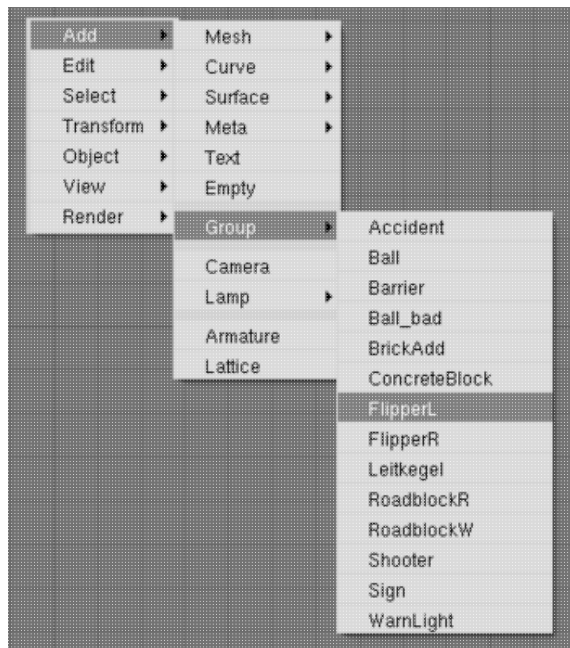 Add
Edit
Select
Transform
Object
View
Render
Mesh
Curve
Surface
Meta
Text
Empty
Group
Camera
Lamp
Armature
Lattice
Accident
Ball
Barrier
Ball_bad
BrickAdd
ConcreteBlock
FlipperL
FlipperR
Leitkegel
RoadblockR
RoadblockW
Shooter
Sign
WarnLight